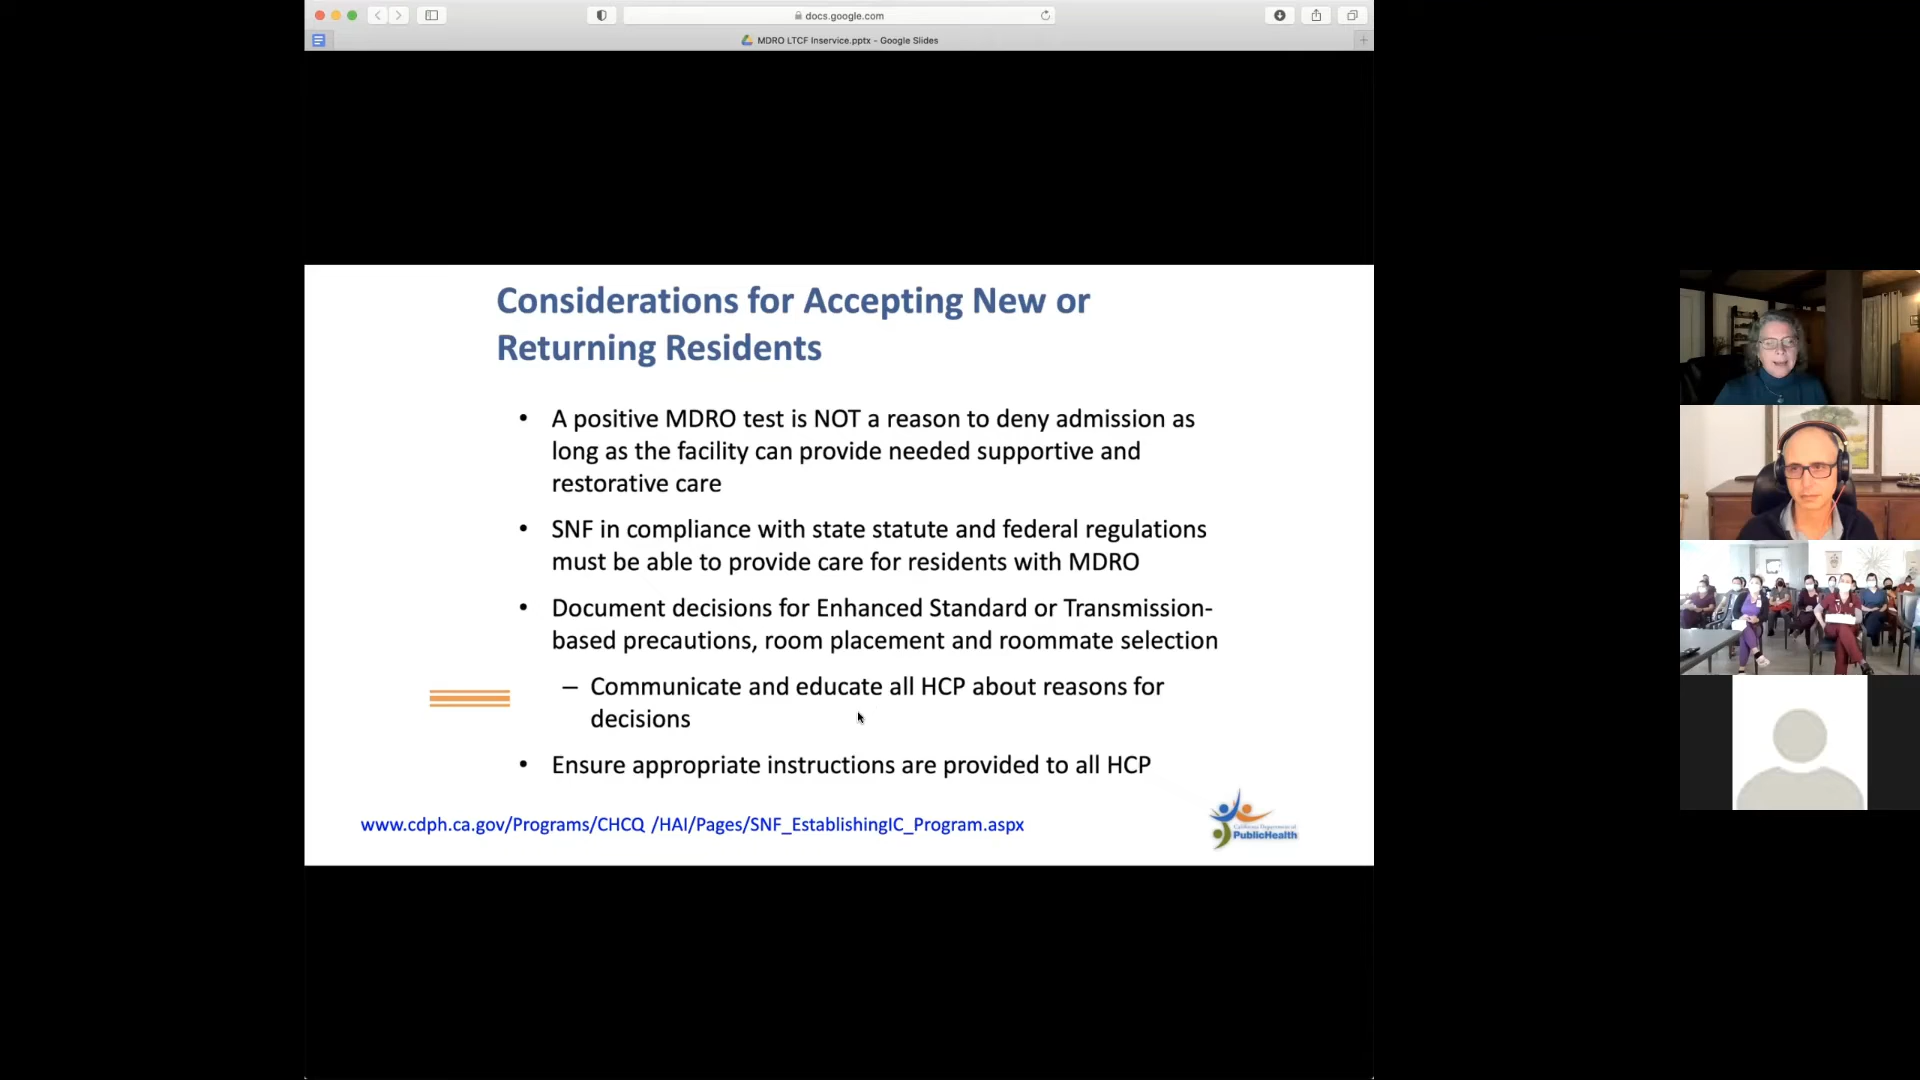 docs.google.com
MDRO LTCF Inservice.pptx - Google Slides
Considerations for Accepting New or
Returning Residents
• A positive MDRO test is NOT a reason to deny admission as
long as the facility can provide needed supportive and
restorative care
• SNF in compliance with state statute and federal regulations
must be able to provide care for residents with MDRO
• Document decisions for Enhanced Standard or Transmission-
based precautions, room placement and roommate selection
– Communicate and educate all HCP about reasons for
decisions
• Ensure appropriate instructions are provided to all HCP
www.cdph.ca.gov/Programs/CHCQ /HAI/Pages/SNF_EstablishingIC_Program.aspx
California Department of
PublicHealth